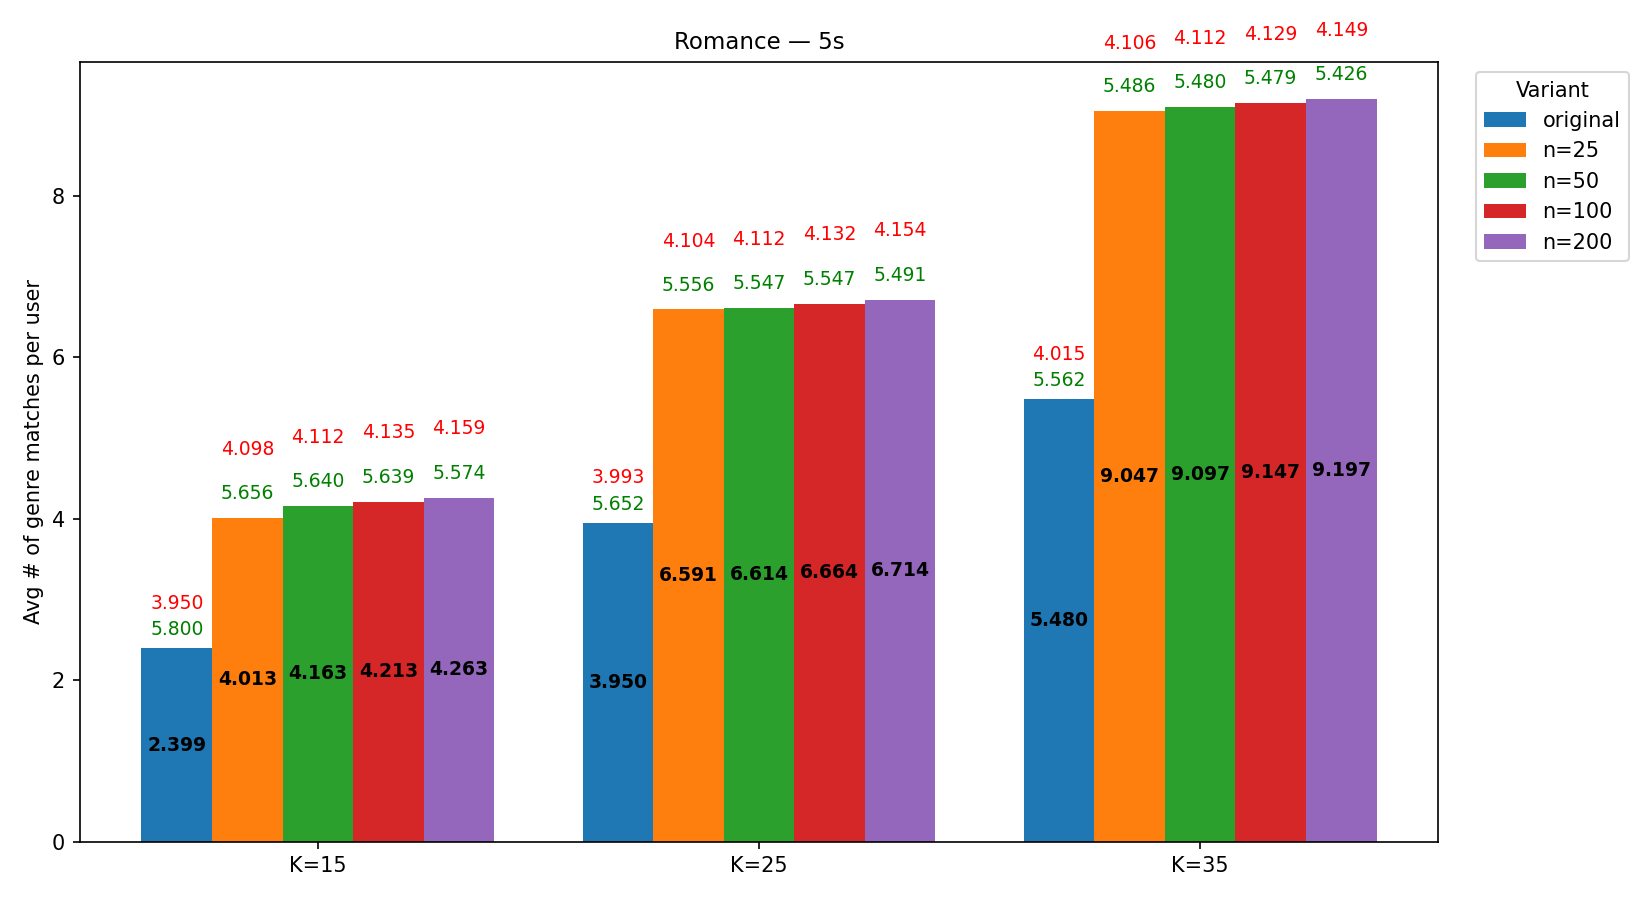 Romance — 5s
4.106 4.112 4.129 4.149
5.486 5.480 5.479 5.426
4.104 4.112 4.132 4.154
5.556 5.547 5.547 5.491
4.015
5.562
4.098 4.112 4.135 4.159
5.656 5.640 5.639 5.574
3.993
5.652
3.950
5.800
2.399 4.013 4.163 4.213 4.263
3.950 6.591 6.614 6.664 6.714
5.480 9.047 9.097 9.147 9.197
Avg # of genre matches per user
8
6
4
2
0
K=15 K=25 K=35
Variant
original
n=25
n=50
n=100
n=200